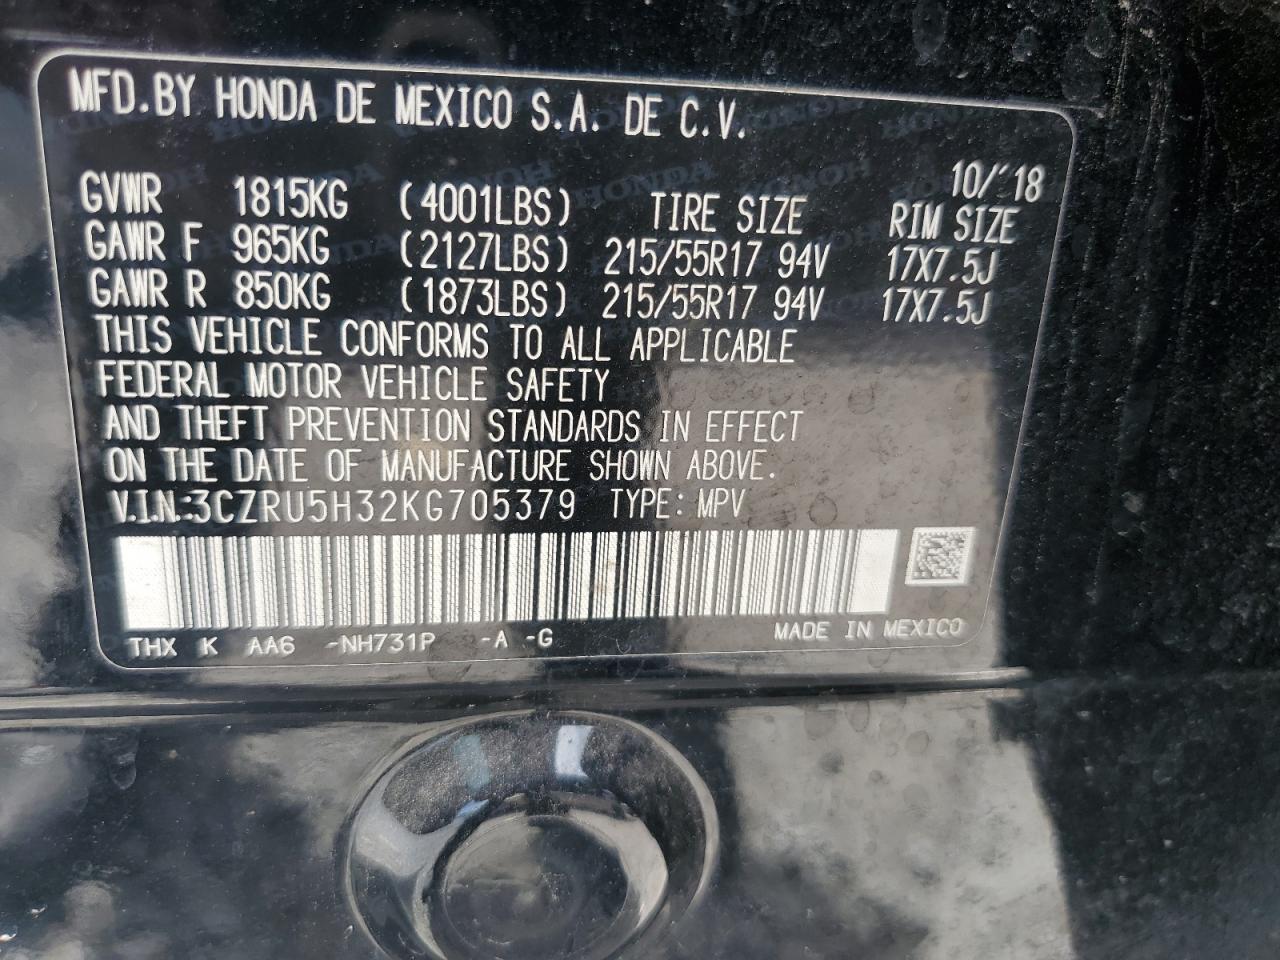 MFD.BY HONDA DE MEXICO S.A. DE C.V.
10/'18
GVWR 1815KG (4001LBS) TIRE SIZE RIM SIZE
GAWR F 965KG (2127LBS) 215/55R17 94V 17X7.5J
GAWR R 850KG (1873LBS) 215/55R17 94V 17X7.5J
THIS VEHICLE CONFORMS TO ALL APPLICABLE
FEDERAL MOTOR VEHICLE SAFETY
AND THEFT PREVENTION STANDARDS IN EFFECT
ON THE DATE OF MANUFACTURE SHOWN ABOVE.
V.I.N.:3CZRU5H32KG705379 TYPE: MPV
THX K AA6 -NH731P -A -G MADE IN MEXICO